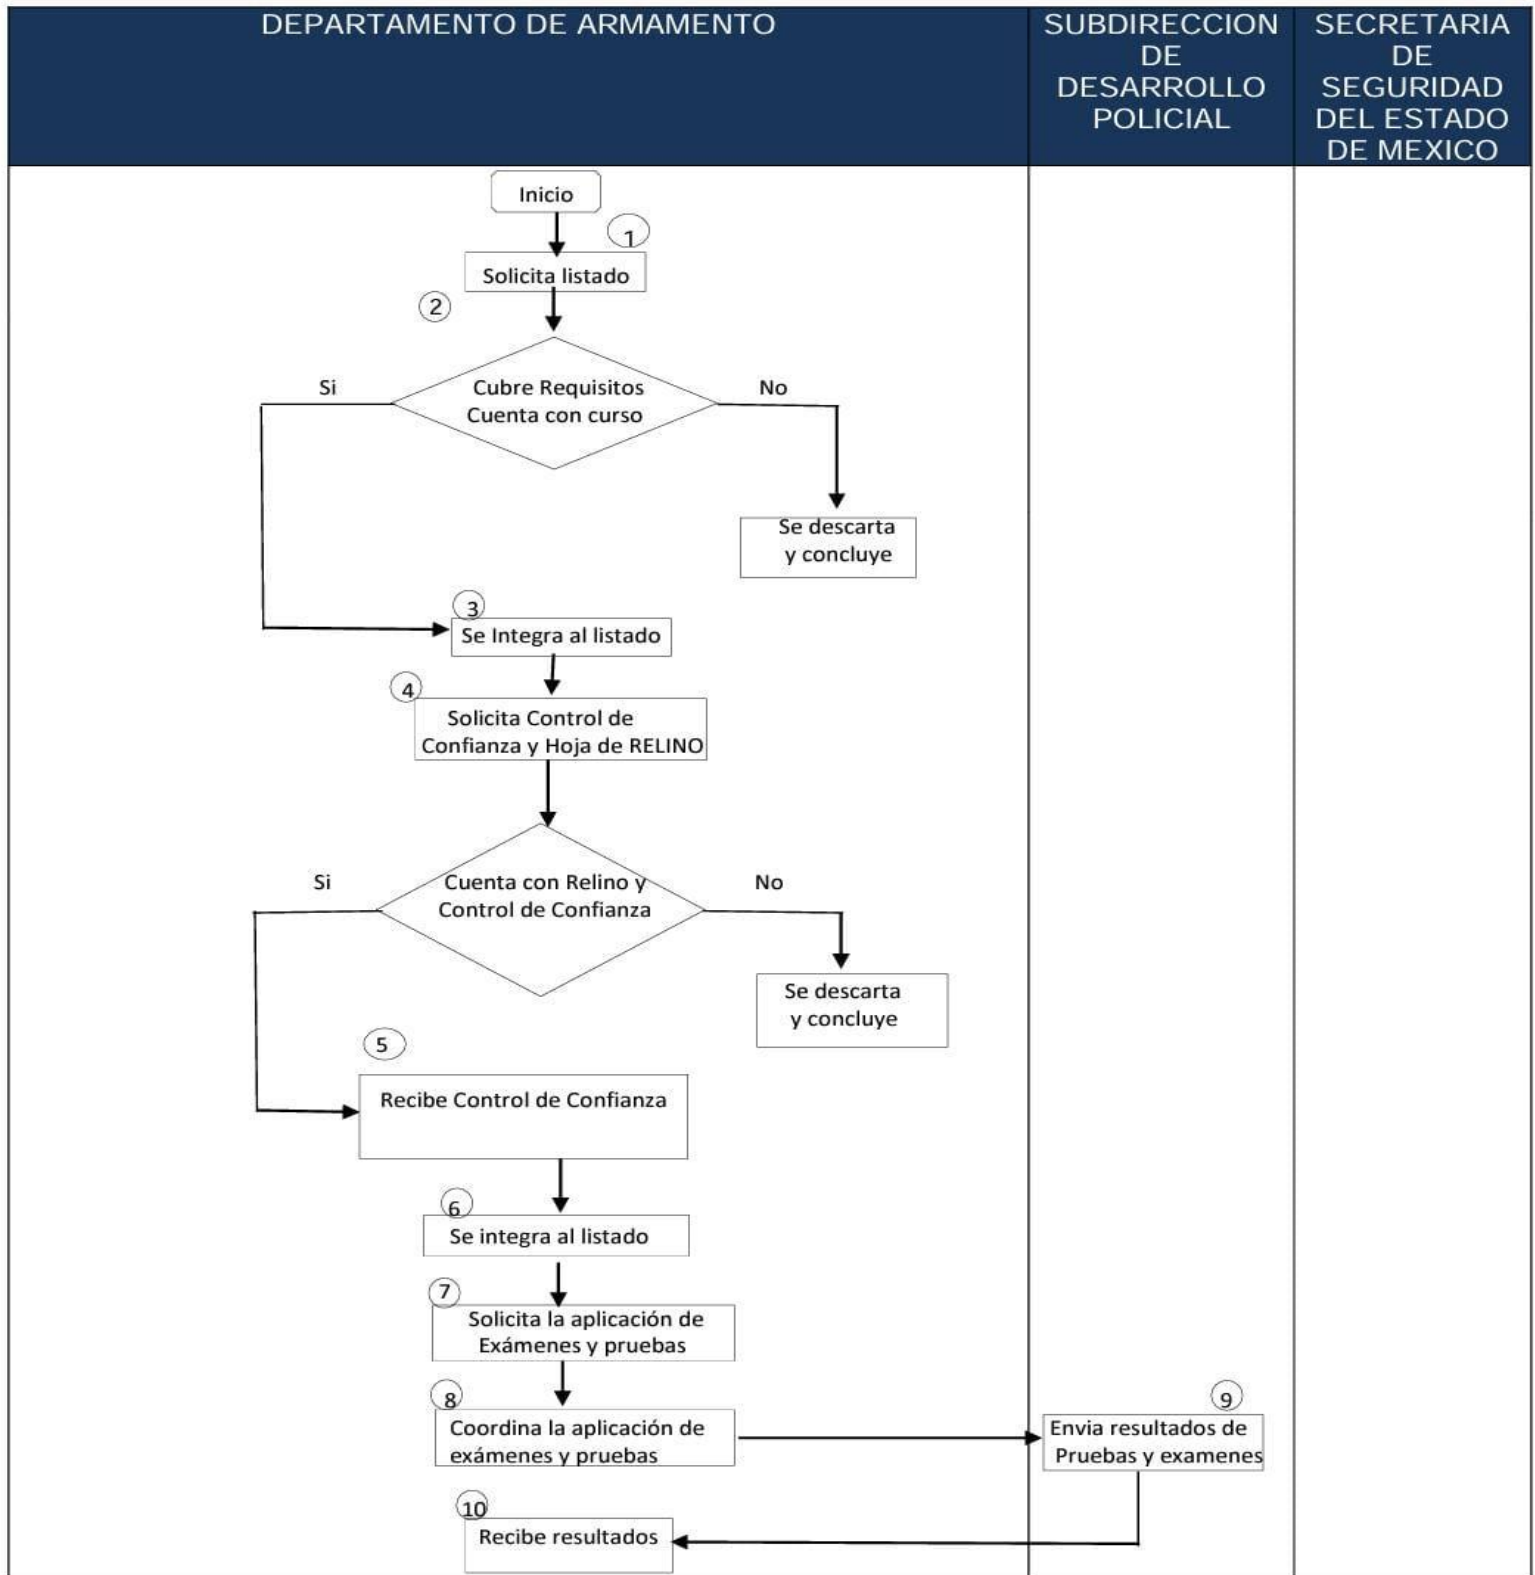 DEPARTAMENTO DE ARMAMENTO
SUBDIRECCION
DE
DESARROLLO
POLICIAL
SECRETARIA
DE
SEGURIDAD
DEL ESTADO
DE MEXICO
Inicio
1
Solicita listado
2
Cubre Requisitos
Cuenta con curso
Si
No
Se descarta
y concluye
3
Se Integra al listado
4
Solicita Control de
Confianza y Hoja de RELINO
Cuenta con Relino y
Control de Confianza
Si
No
Se descarta
y concluye
5
Recibe Control de Confianza
6
Se integra al listado
7
Solicita la aplicación de
Exámenes y pruebas
8
Coordina la aplicación de
exámenes y pruebas
9
Envia resultados de
Pruebas y examenes
10
Recibe resultados